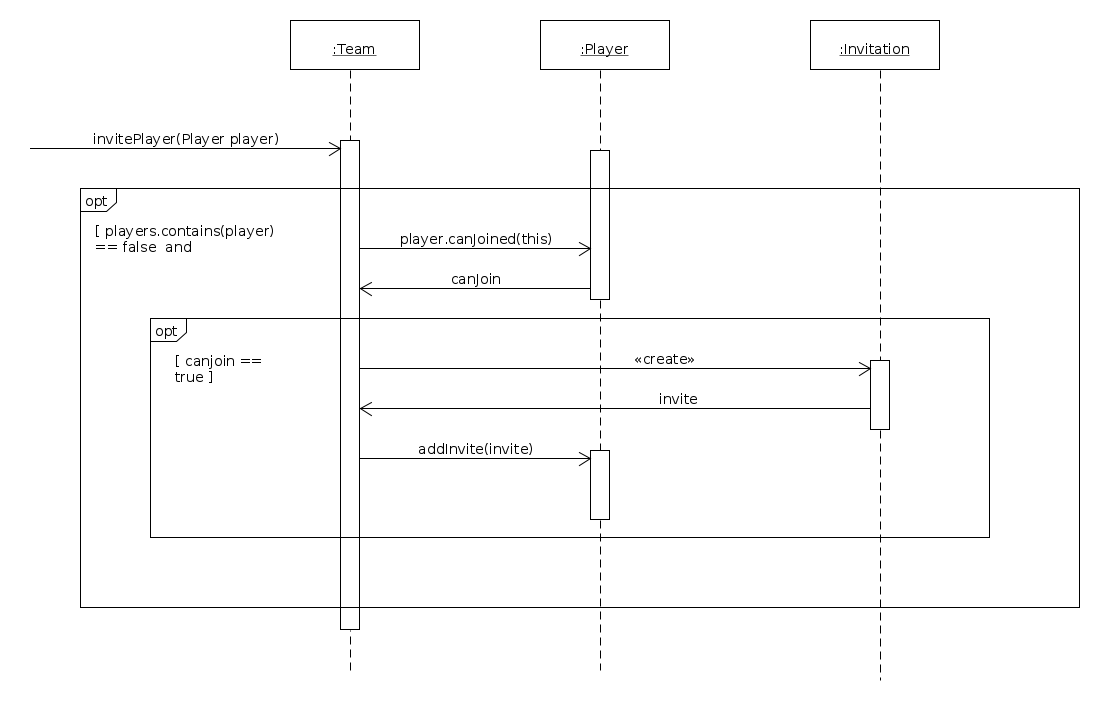 :Team
:Player
:Invitation
invitePlayer(Player player)
opt
[ players.contains(player)
== false  and
player.canJoined(this)
canJoin
opt
[ canJoin ==
true ]
«create»
invite
addInvite(invite)